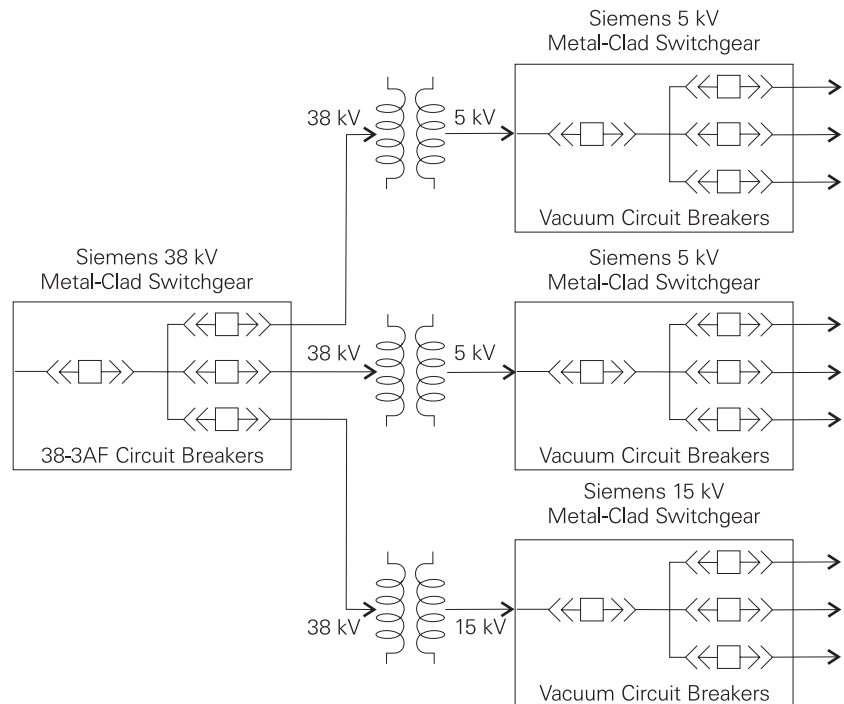 Siemens 5 kV
Metal-Clad Switchgear
38 kV
5 kV
Vacuum Circuit Breakers
Siemens 38 kV
Metal-Clad Switchgear
38-3AF Circuit Breakers
Siemens 5 kV
Metal-Clad Switchgear
38 kV
5 kV
Vacuum Circuit Breakers
Siemens 15 kV
Metal-Clad Switchgear
38 kV
15 kV
Vacuum Circuit Breakers